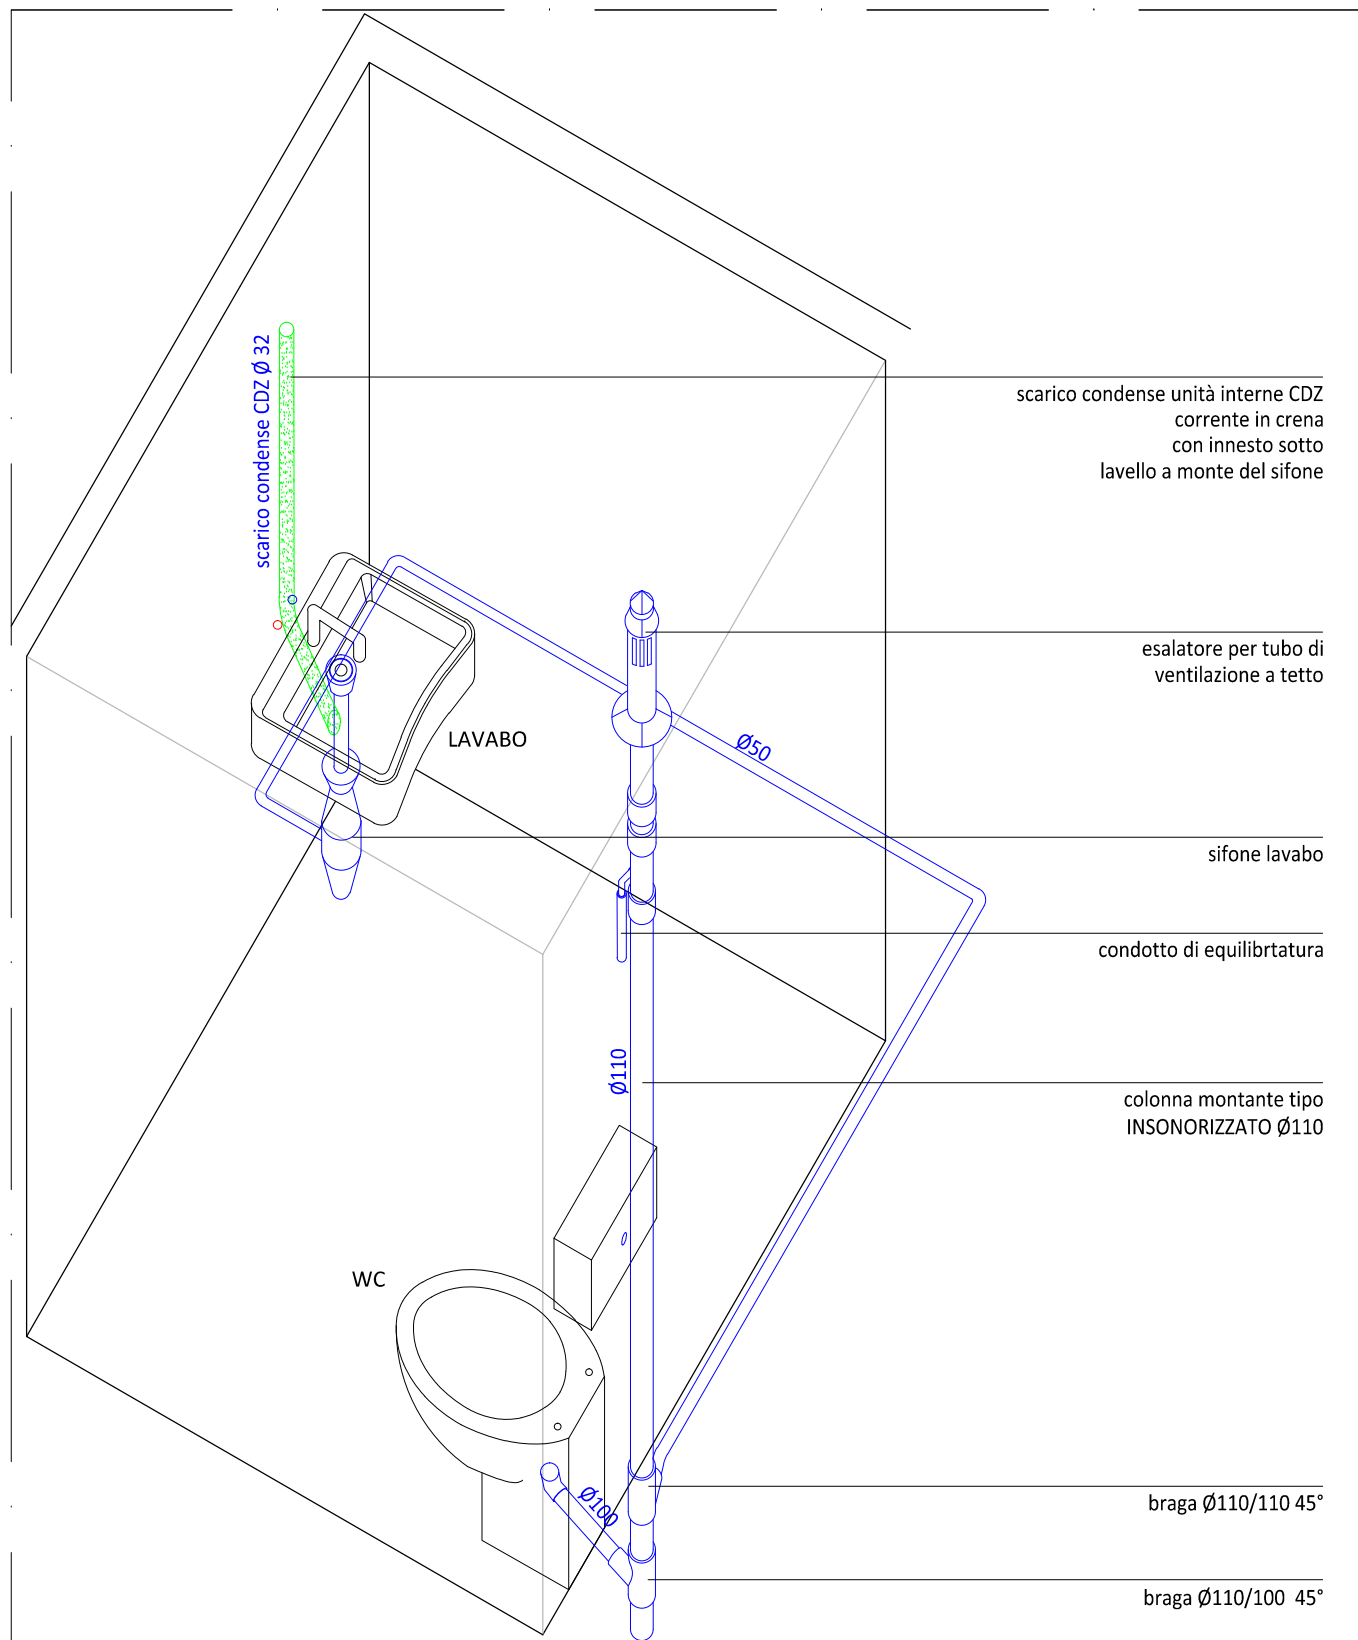 scarico condense CDZ Ø 32
scarico condense unità interne CDZ
corrente in crena
con innesto sotto
lavello a monte del sifone
esalatore per tubo di
ventilazione a tetto
LAVABO
Ø50
sifone lavabo
condotto di equilibrtatura
Ø110
colonna montante tipo
INSONORIZZATO Ø110
WC
Ø100
braga Ø110/110 45°
braga Ø110/100 45°